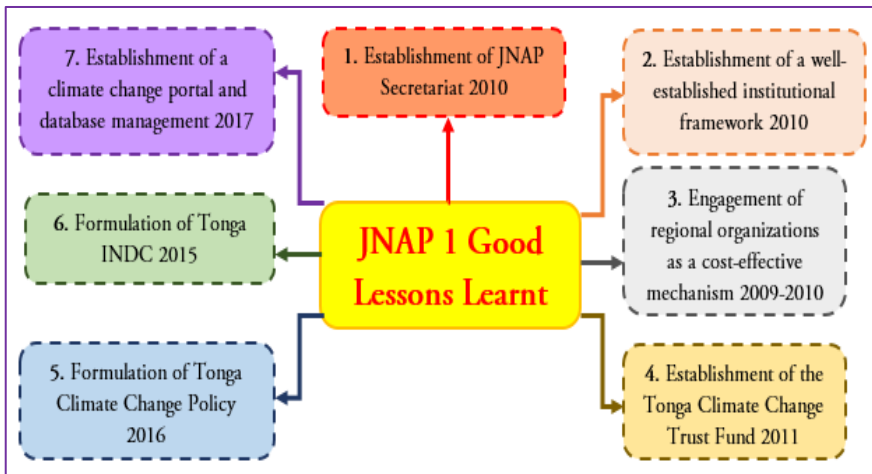 JNAP 1 Good
Lessons Learnt
1. Establishment of JNAP
Secretariat 2010
2. Establishment of a well-
established institutional
framework 2010
3. Engagement of
regional organizations
as a cost-effective
mechanism 2009-2010
4. Establishment of the
Tonga Climate Change
Trust Fund 2011
5. Formulation of Tonga
Climate Change Policy
2016
6. Formulation of Tonga
INDC 2015
7. Establishment of a
climate change portal and
database management 2017